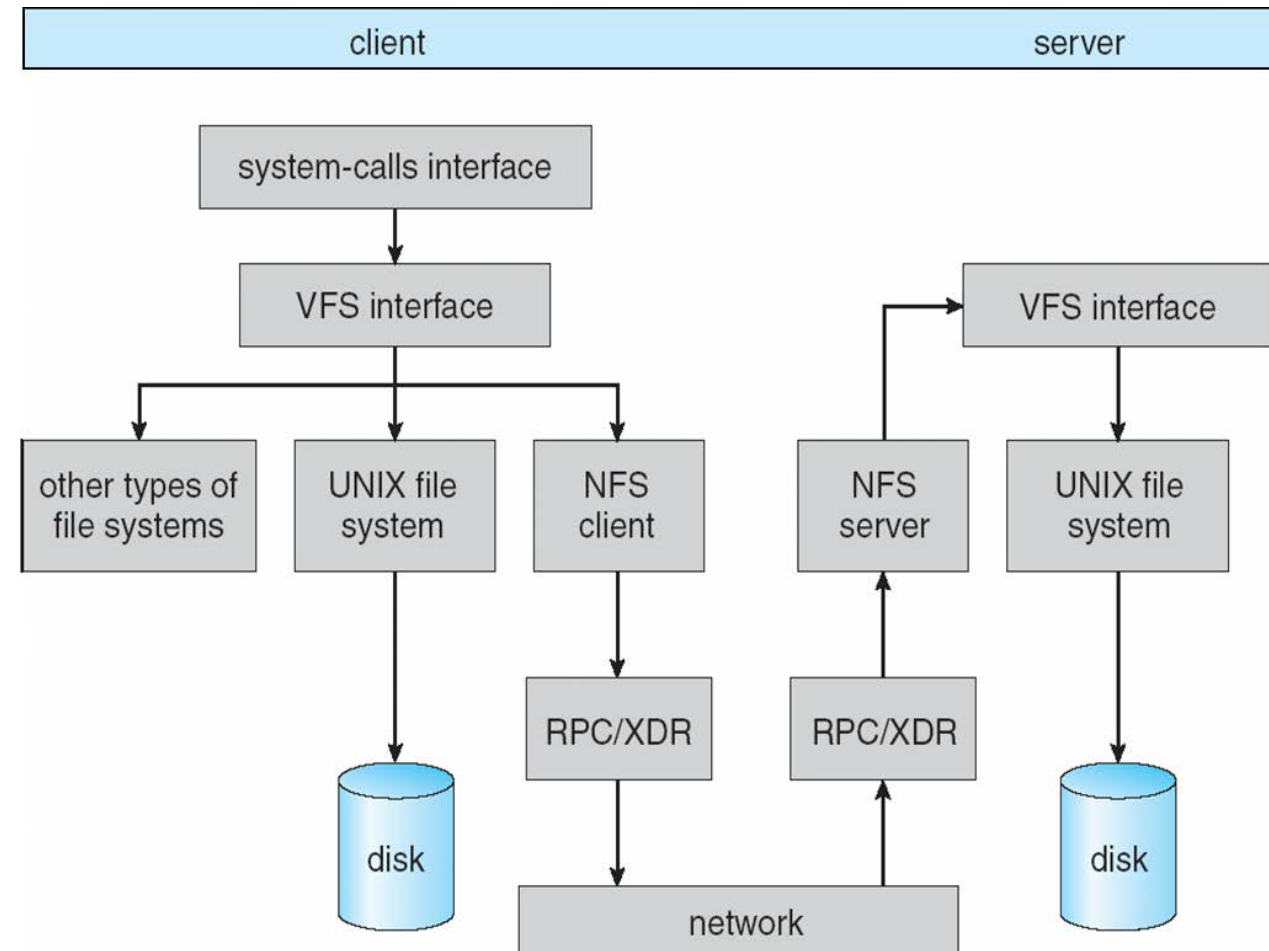 client
server
system-calls interface
VFS interface
VFS interface
other types of
file systems
UNIX file
system
NFS
client
NFS
server
UNIX file
system
RPC/XDR
RPC/XDR
disk
disk
network